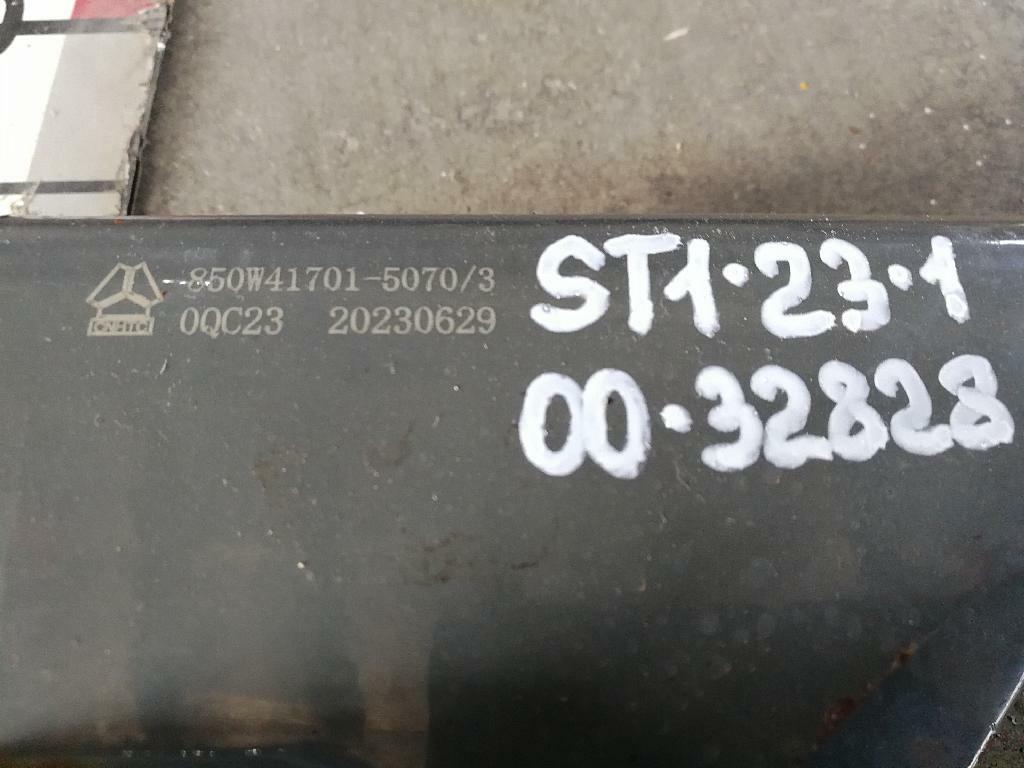 850W41701-5070/3
CNHTC
0QC23 20230629
ST1·23·1
00·32828